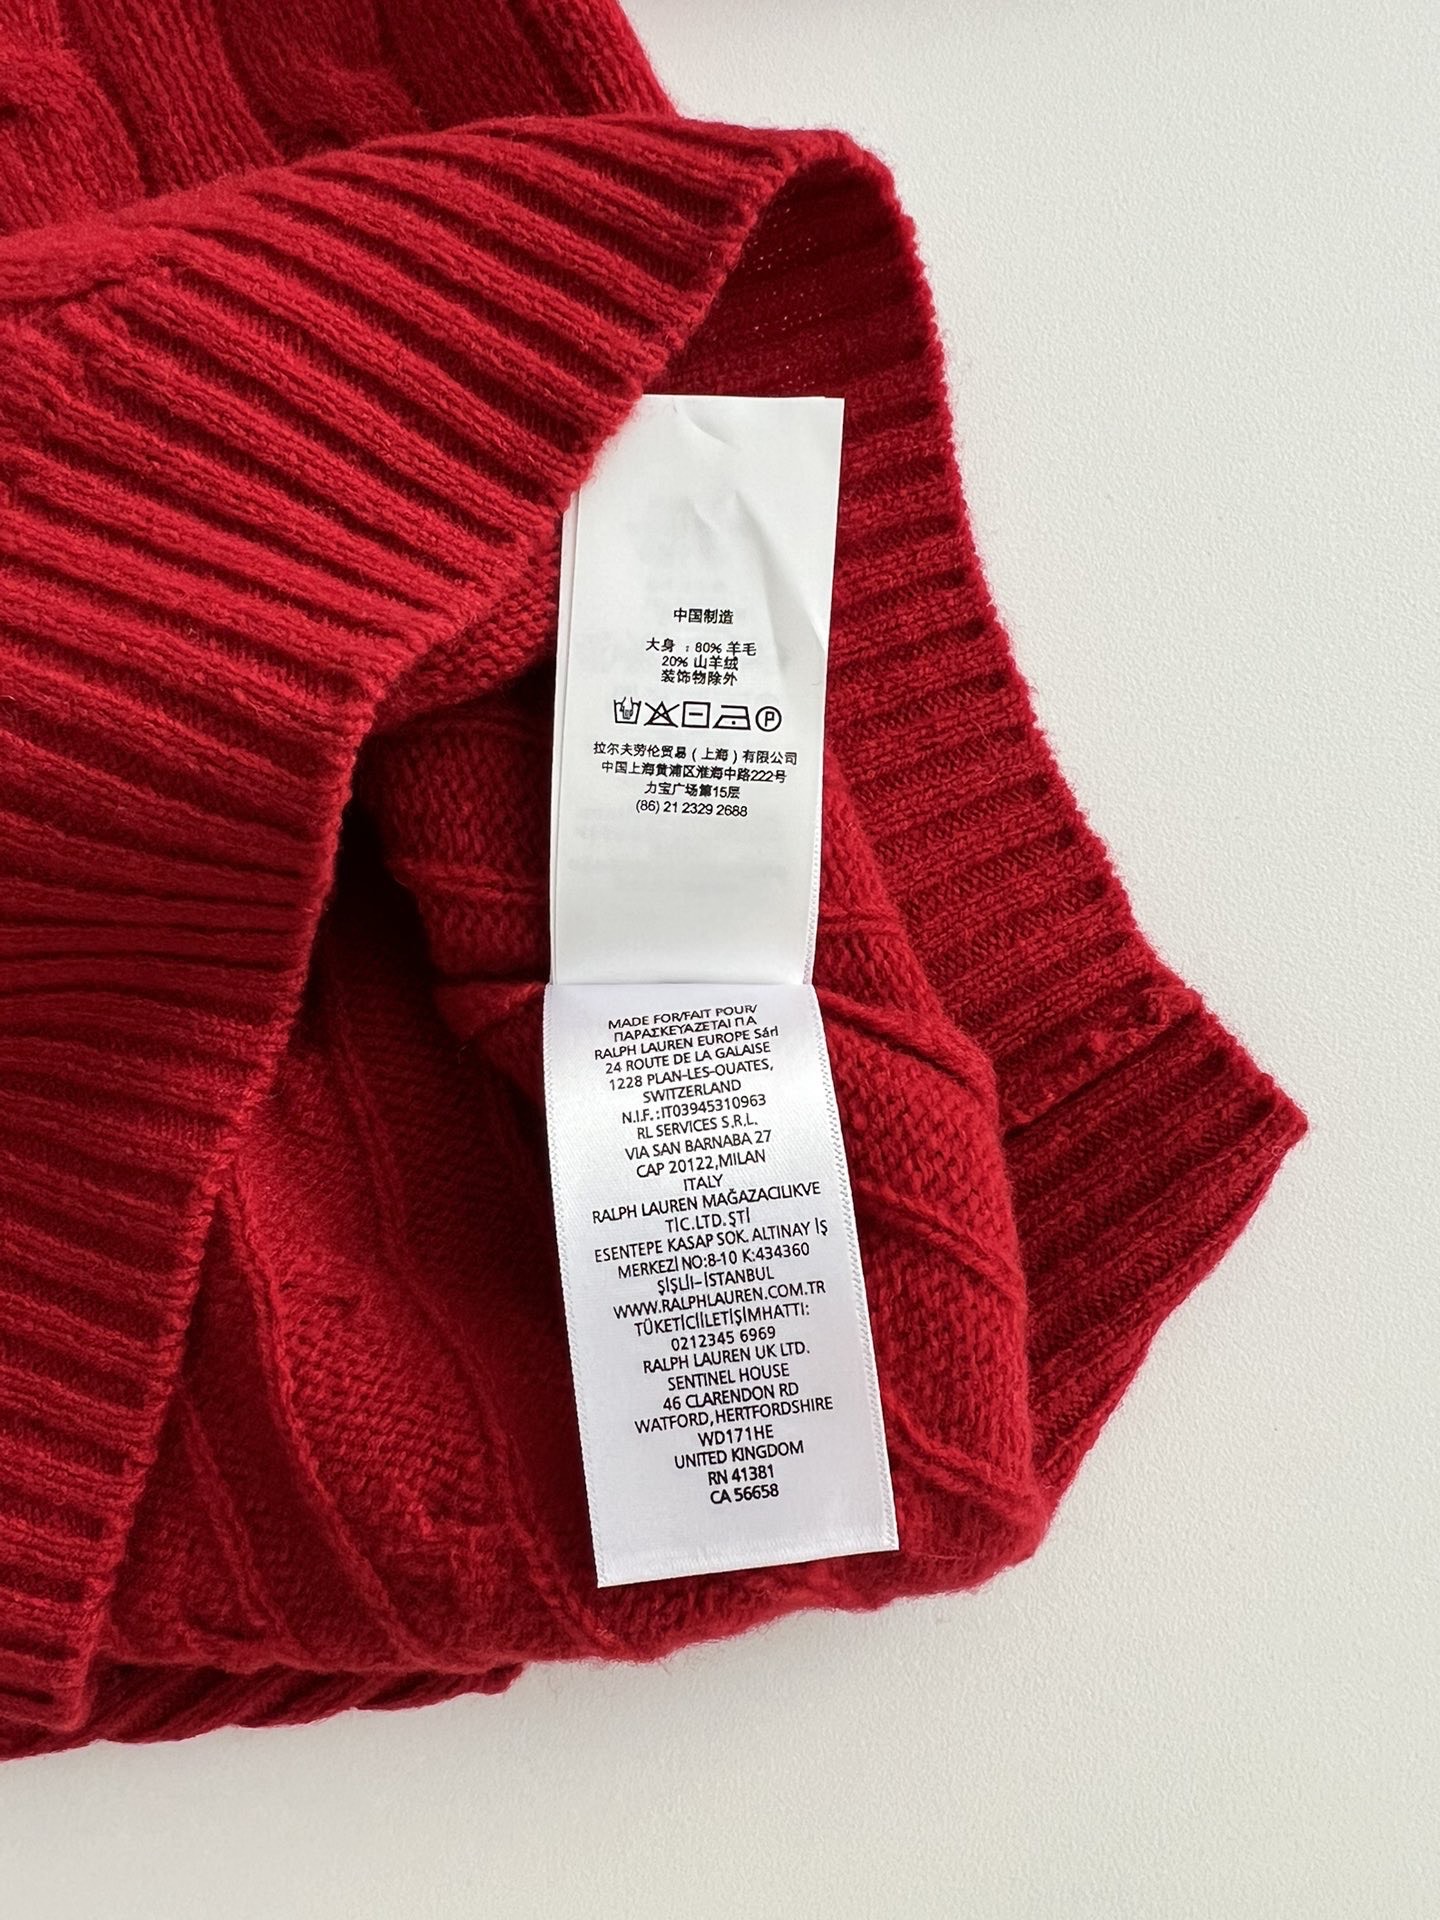 中国制造
大身 : 80% 羊毛
20% 山羊绒
装饰物除外
P
拉尔夫劳伦贸易（上海）有限公司
中国上海黄浦区淮海中路222号
力宝广场第15层
(86) 21 2329 2688
MADE FOR/FAIT POUR/
ΠΑΡΑΣΚΕΥΑΖΕΤΑΙ ΓΙΑ
RALPH LAUREN EUROPE Sárl
24 ROUTE DE LA GALAISE
1228 PLAN-LES-OUATES,
SWITZERLAND
N.I.F.:IT03945310963
RL SERVICES S.R.L.
VIA SAN BARNABA 27
CAP 20122,MILAN
ITALY
RALPH LAUREN MAĞAZACILIKVE
TİC.LTD.ŞTİ
ESENTEPE KASAP SOK. ALTINAY İŞ
MERKEZİ NO:8-10 K:434360
ŞİŞLİI-İSTANBUL
WWW.RALPHLAUREN.COM.TR
TÜKETİCİİLETİŞİMHATTI:
0212345 6969
RALPH LAUREN UK LTD.
SENTINEL HOUSE
46 CLARENDON RD
WATFORD,HERTFORDSHIRE
WD171HE
UNITED KINGDOM
RN 41381
CA 56658